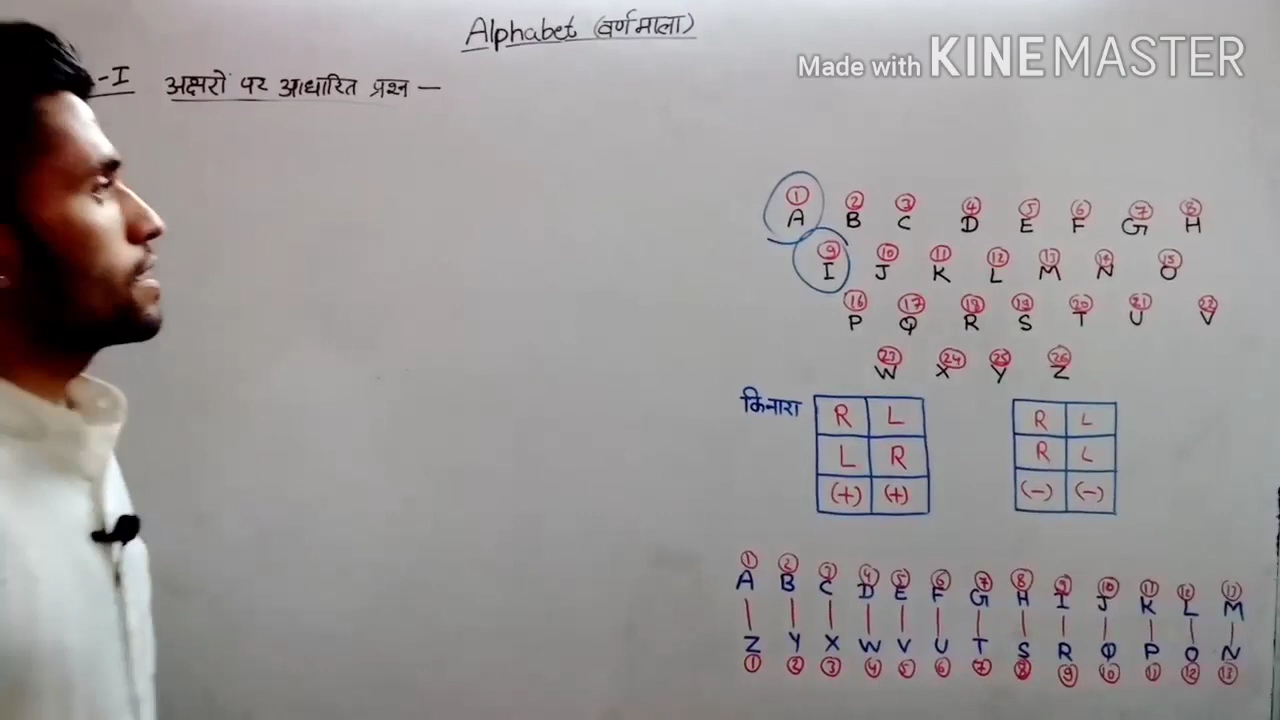 Alphabet (वर्णमाला)
Made with KINEMASTER
-I अक्षरों पर आधारित प्रश्न —
1 2 3 4 5 6 7 8
A B C D E F G H
9 10 11 12 13 14 15
I J K L M N O
16 17 18 19 20 21 22
P Q R S T U V
23 24 25 26
W X Y Z
किनारा
R L
L R
(+) (+)
R L
R L
(-) (-)
1 2 3 4 5 6 7 8 9 10 11 12 13
A B C D E F G H I J K L M
Z Y X W V U T S R Q P O N
1 2 3 4 5 6 7 8 9 10 11 12 13